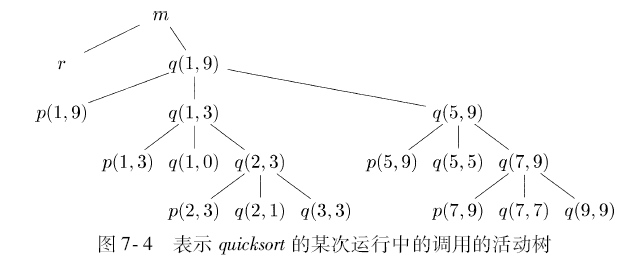 m
r q(1,9)
p(1,9) q(1,3) q(5,9)
p(1,3) q(1,0) q(2,3) p(5,9) q(5,5) q(7,9)
p(2,3) q(2,1) q(3,3) p(7,9) q(7,7) q(9,9)
图 7-4 表示 quicksort 的某次运行中的调用的活动树